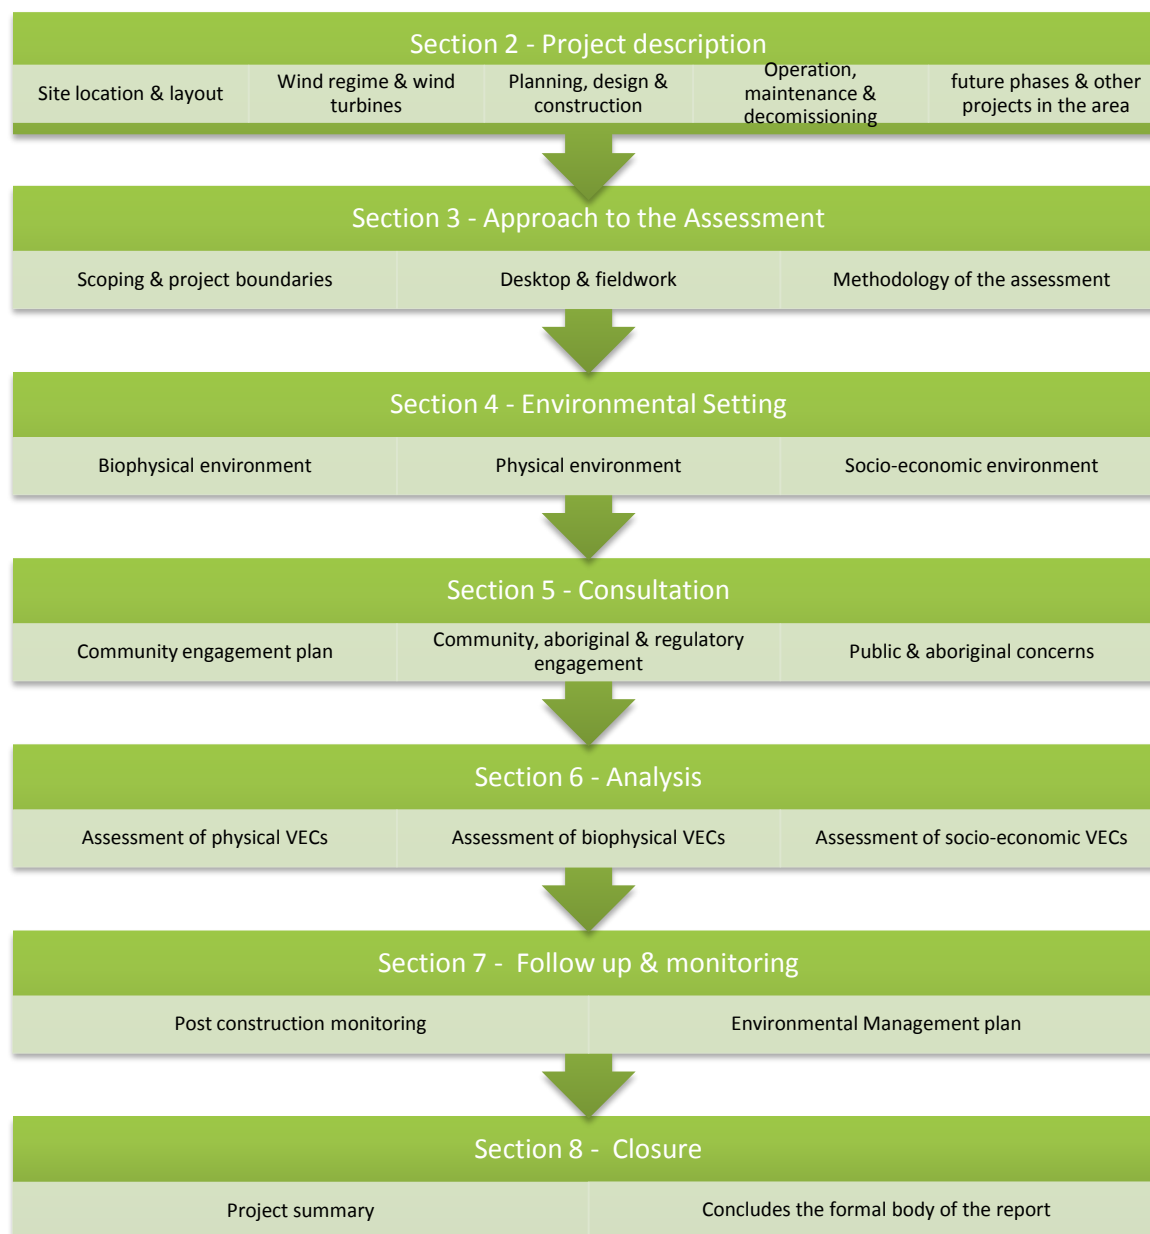 Section 2 - Project description
Site location & layout
Wind regime & wind
turbines
Planning, design &
construction
Operation,
maintenance &
decomissioning
future phases & other
projects in the area
Section 3 - Approach to the Assessment
Scoping & project boundaries
Desktop & fieldwork
Methodology of the assessment
Section 4 - Environmental Setting
Biophysical environment
Physical environment
Socio-economic environment
Section 5 - Consultation
Community engagement plan
Community, aboriginal & regulatory
engagement
Public & aboriginal concerns
Section 6 - Analysis
Assessment of physical VECs
Assessment of biophysical VECs
Assessment of socio-economic VECs
Section 7 -  Follow up & monitoring
Post construction monitoring
Environmental Management plan
Section 8 -  Closure
Project summary
Concludes the formal body of the report